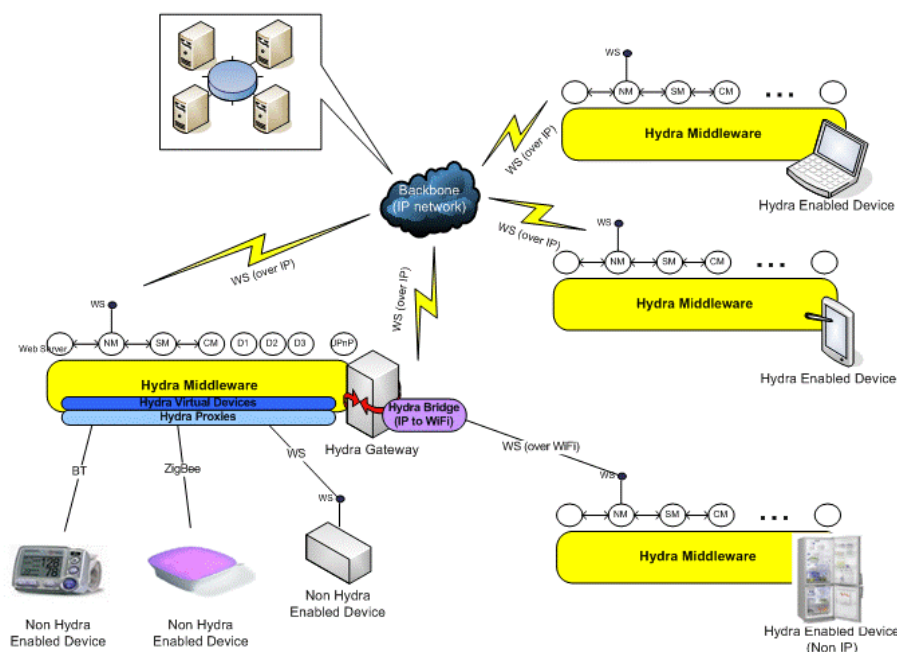 WS
NM
SM
CM
...
Hydra Middleware
Hydra Enabled Device
WS (over IP)
Backbone
(IP network)
WS (over IP)
WS
NM
SM
CM
...
Hydra Middleware
Hydra Enabled Device
WS (over IP)
WS (over IP)
WS
Web Server
NM
SM
CM
D1
D2
D3
UPnP
Hydra Middleware
Hydra Virtual Devices
Hydra Proxies
Hydra Bridge
(IP to WiFi)
Hydra Gateway
BT
ZigBee
WS
WS
WS (over WiFi)
WS
NM
SM
CM
...
Hydra Middleware
Non Hydra
Enabled Device
Non Hydra
Enabled Device
Non Hydra
Enabled Device
Hydra Enabled Device
(Non IP)